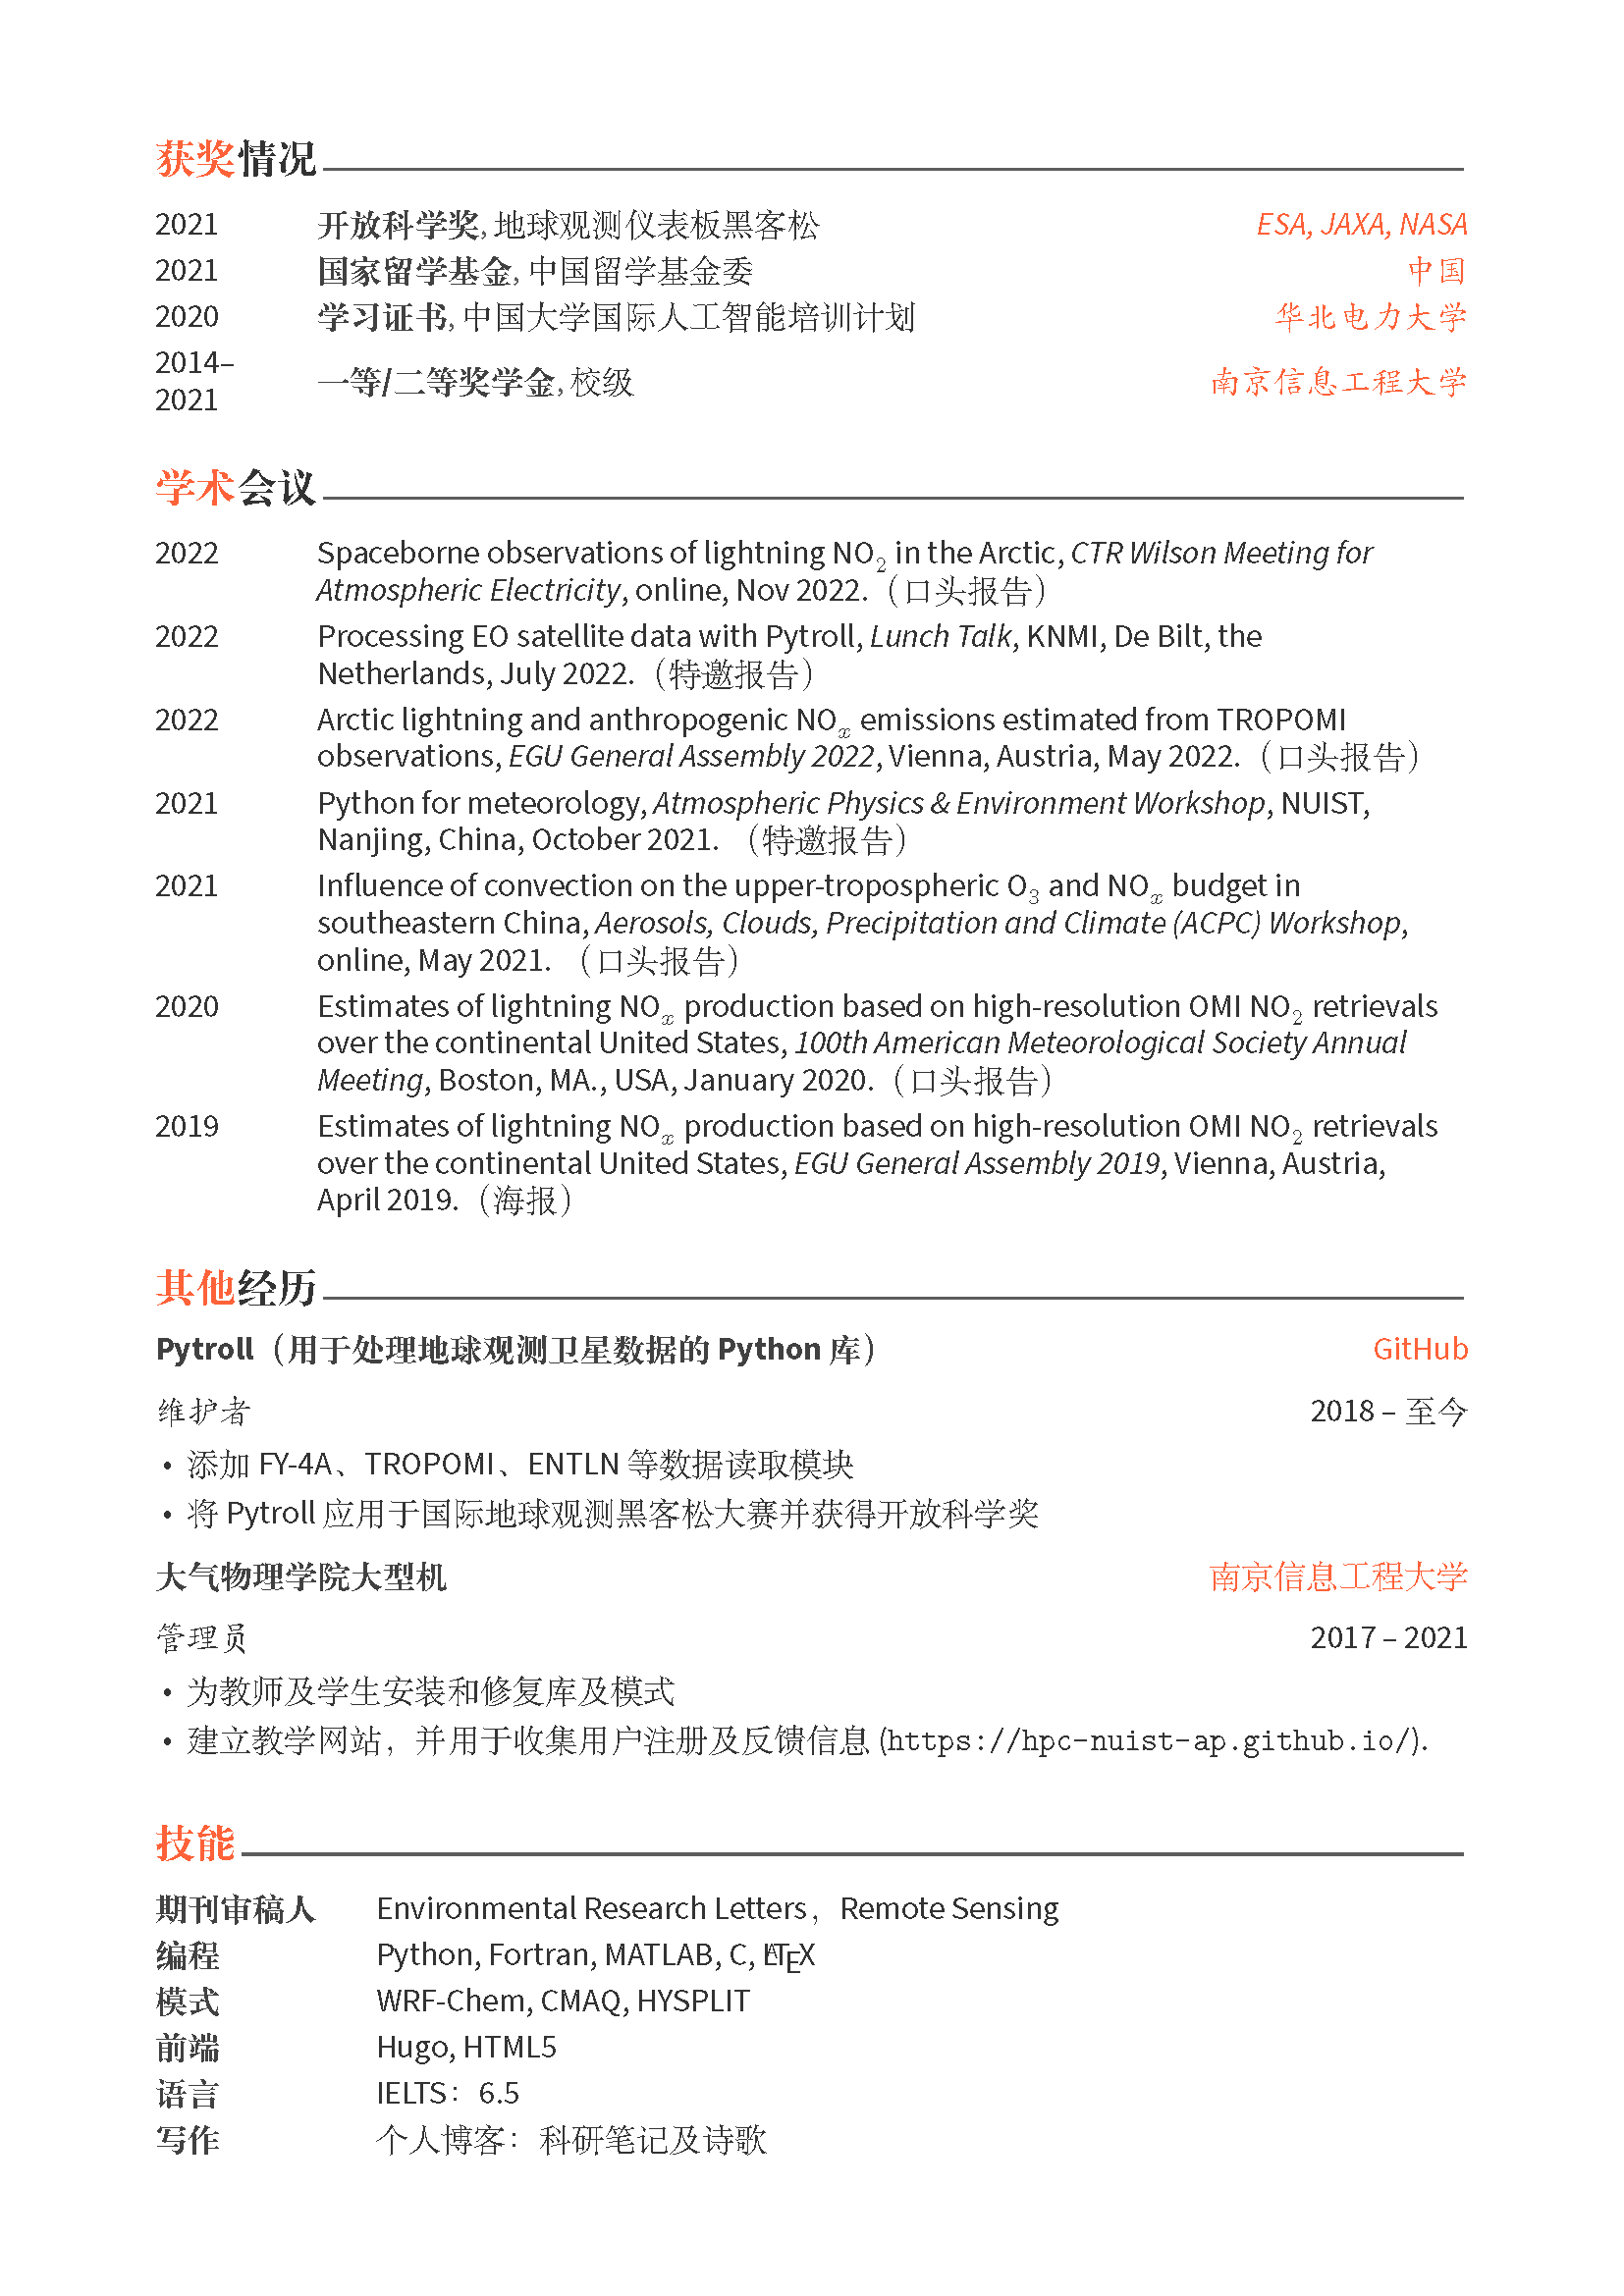 获奖情况
2021 开放科学奖, 地球观测仪表板黑客松 ESA, JAXA, NASA
2021 国家留学基金, 中国留学基金委 中国
2020 学习证书, 中国大学国际人工智能培训计划 华北电力大学
2014–
2021 一等/二等奖学金, 校级 南京信息工程大学
学术会议
2022 Spaceborne observations of lightning NO₂ in the Arctic, CTR Wilson Meeting for
Atmospheric Electricity, online, Nov 2022.（口头报告）
2022 Processing EO satellite data with Pytroll, Lunch Talk, KNMI, De Bilt, the
Netherlands, July 2022.（特邀报告）
2022 Arctic lightning and anthropogenic NOₓ emissions estimated from TROPOMI
observations, EGU General Assembly 2022, Vienna, Austria, May 2022.（口头报告）
2021 Python for meteorology, Atmospheric Physics & Environment Workshop, NUIST,
Nanjing, China, October 2021. （特邀报告）
2021 Influence of convection on the upper-tropospheric O₃ and NOₓ budget in
southeastern China, Aerosols, Clouds, Precipitation and Climate (ACPC) Workshop,
online, May 2021. （口头报告）
2020 Estimates of lightning NOₓ production based on high-resolution OMI NO₂ retrievals
over the continental United States, 100th American Meteorological Society Annual
Meeting, Boston, MA., USA, January 2020.（口头报告）
2019 Estimates of lightning NOₓ production based on high-resolution OMI NO₂ retrievals
over the continental United States, EGU General Assembly 2019, Vienna, Austria,
April 2019.（海报）
其他经历
Pytroll（用于处理地球观测卫星数据的 Python 库） GitHub
维护者 2018 – 至今
• 添加 FY-4A、TROPOMI、ENTLN 等数据读取模块
• 将 Pytroll 应用于国际地球观测黑客松大赛并获得开放科学奖
大气物理学院大型机 南京信息工程大学
管理员 2017 – 2021
• 为教师及学生安装和修复库及模式
• 建立教学网站，并用于收集用户注册及反馈信息 (https://hpc-nuist-ap.github.io/).
技能
期刊审稿人 Environmental Research Letters，Remote Sensing
编程 Python, Fortran, MATLAB, C, LATEX
模式 WRF-Chem, CMAQ, HYSPLIT
前端 Hugo, HTML5
语言 IELTS：6.5
写作 个人博客：科研笔记及诗歌